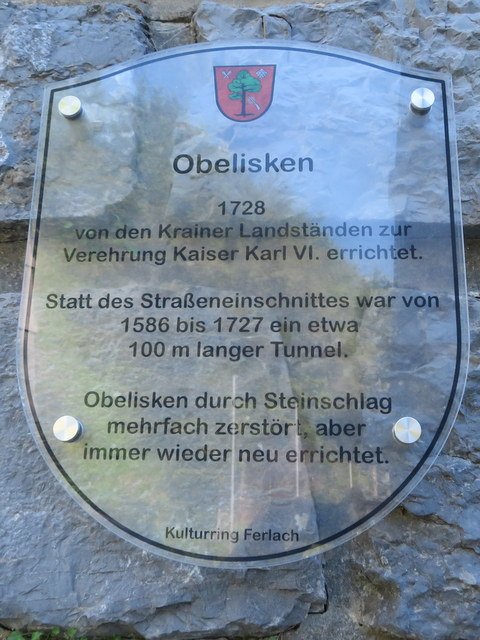 Obelisken
1728
von den Krainer Landständen zur
Verehrung Kaiser Karl VI. errichtet.
Statt des Straßeneinschnittes war von
1586 bis 1727 ein etwa
100 m langer Tunnel.
Obelisken durch Steinschlag
mehrfach zerstört, aber
immer wieder neu errichtet.
Kulturring Ferlach